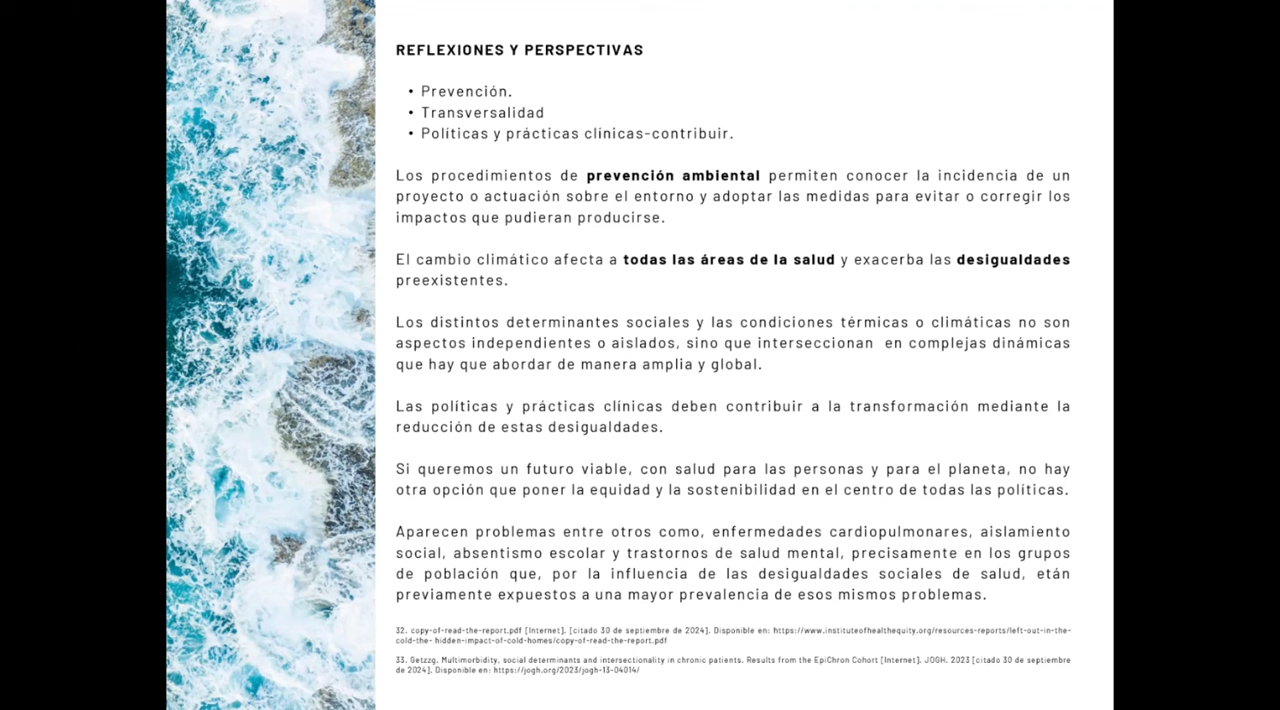 REFLEXIONES Y PERSPECTIVAS
• Prevención.
• Transversalidad
• Políticas y prácticas clínicas-contribuir.
Los procedimientos de prevención ambiental permiten conocer la incidencia de un
proyecto o actuación sobre el entorno y adoptar las medidas para evitar o corregir los
impactos que pudieran producirse.
El cambio climático afecta a todas las áreas de la salud y exacerba las desigualdades
preexistentes.
Los distintos determinantes sociales y las condiciones térmicas o climáticas no son
aspectos independientes o aislados, sino que interseccionan en complejas dinámicas
que hay que abordar de manera amplia y global.
Las políticas y prácticas clínicas deben contribuir a la transformación mediante la
reducción de estas desigualdades.
Si queremos un futuro viable, con salud para las personas y para el planeta, no hay
otra opción que poner la equidad y la sostenibilidad en el centro de todas las políticas.
Aparecen problemas entre otros como, enfermedades cardiopulmonares, aislamiento
social, absentismo escolar y trastornos de salud mental, precisamente en los grupos
de población que, por la influencia de las desigualdades sociales de salud, etán
previamente expuestos a una mayor prevalencia de esos mismos problemas.
32. copy-of-read-the-report.pdf [Internet]. [citado 30 de septiembre de 2024]. Disponible en: https://www.instituteofhealthequity.org/resources-reports/left-out-in-the-
cold-the- hidden-impact-of-cold-homes/copy-of-read-the-report.pdf
33. Getzzg. Multimorbidity, social determinants and intersectionality in chronic patients. Results from the EpiChron Cohort [Internet]. JOGH. 2023 [citado 30 de septiembre
de 2024]. Disponible en: https://jogh.org/2023/jogh-13-04014/